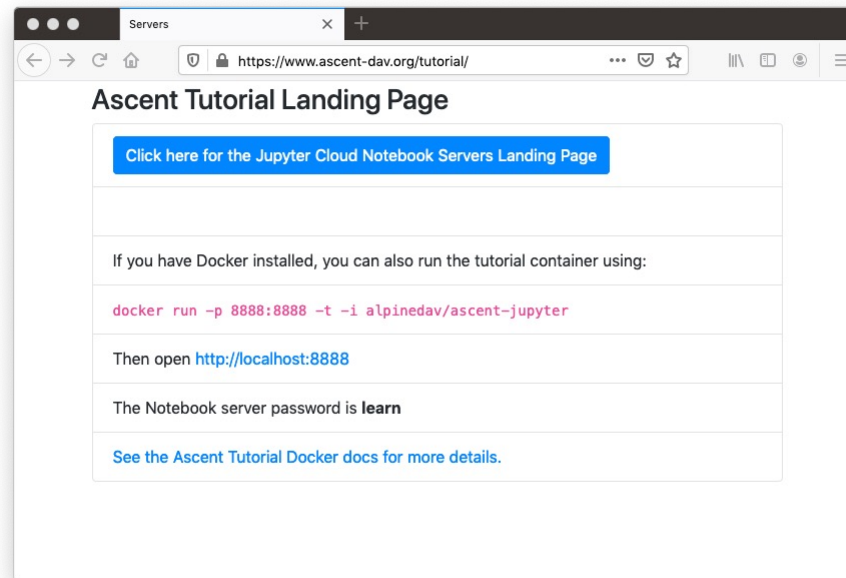 Servers
https://www.ascent-dav.org/tutorial/
Ascent Tutorial Landing Page
Click here for the Jupyter Cloud Notebook Servers Landing Page
If you have Docker installed, you can also run the tutorial container using:
docker run -p 8888:8888 -t -i alpinedav/ascent-jupyter
Then open http://localhost:8888
The Notebook server password is learn
See the Ascent Tutorial Docker docs for more details.